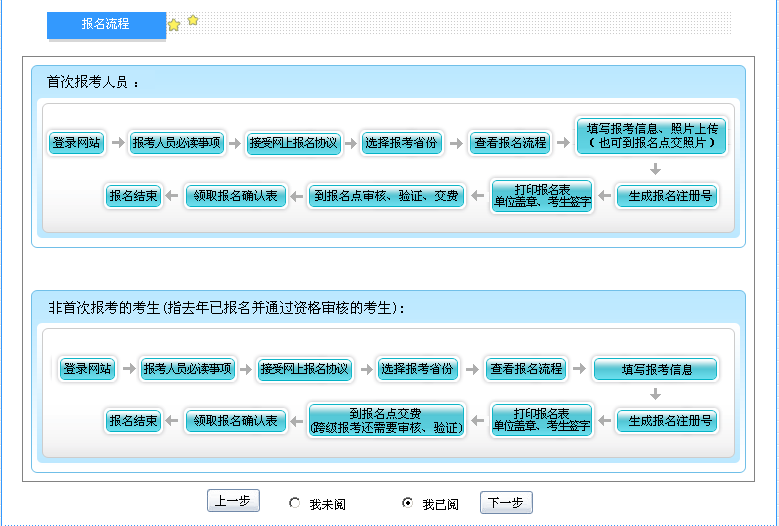 报名流程
首次报考人员：
登录网站
报考人员必读事项
接受网上报名协议
选择报考省份
查看报名流程
填写报考信息、照片上传
（也可到报名点交照片）
生成报名注册号
打印报名表
单位盖章、考生签字
到报名点审核、验证、交费
领取报名确认表
报名结束
非首次报考的考生(指去年已报名并通过资格审核的考生)：
登录网站
报考人员必读事项
接受网上报名协议
选择报考省份
查看报名流程
填写报考信息
生成报名注册号
打印报名表
单位盖章、考生签字
到报名点交费
(跨级报考还需要审核、验证)
领取报名确认表
报名结束
上一步
我未阅
我已阅
下一步